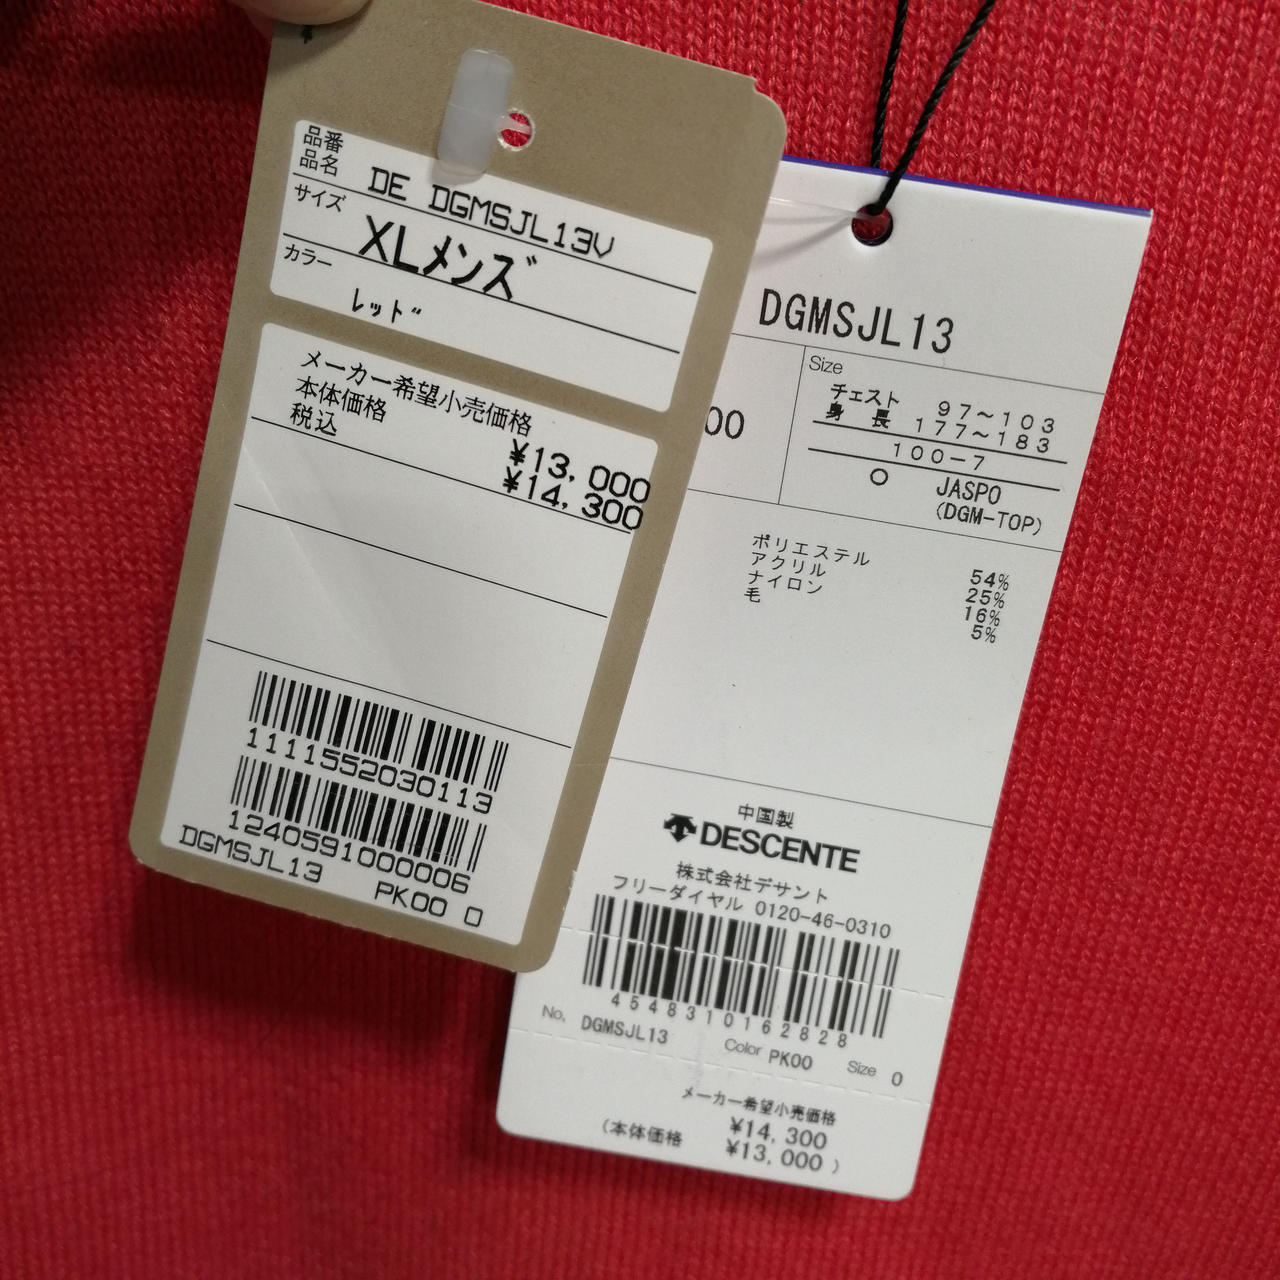 品番
品名
DE DGMSJL13V
サイズ
XLメンズ
カラー
レッド
メーカー希望小売価格
本体価格
¥13,000
税込
¥14,300
1111552030113
1240591000006
DGMSJL13 PK00 0
DGMSJL13
00
Size
チェスト 97〜103
身長 177〜183
100-7
○ JASPO
(DGM-TOP)
ポリエステル 54%
アクリル 25%
ナイロン 16%
毛 5%
中国製
DESCENTE
株式会社デサント
フリーダイヤル 0120-46-0310
4548310162828
No, DGMSJL13 Color PK00 Size O
メーカー希望小売価格
¥14,300
(本体価格 ¥13,000)